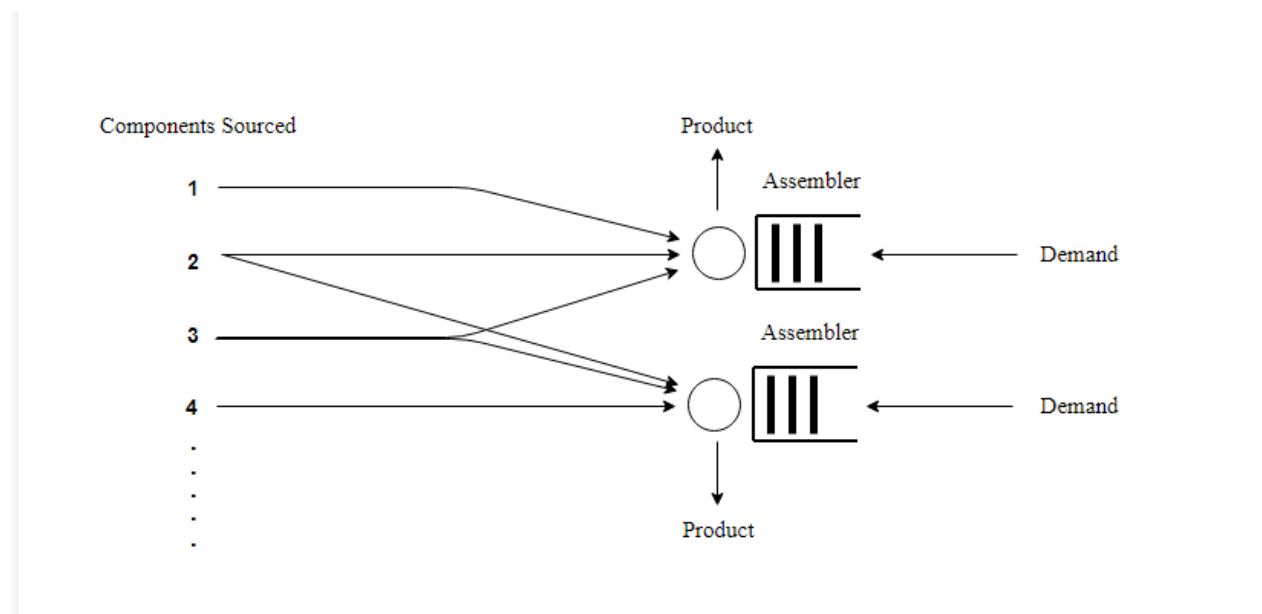 Components Sourced
Product
Assembler
1
2
Demand
Assembler
3
4
Demand
Product